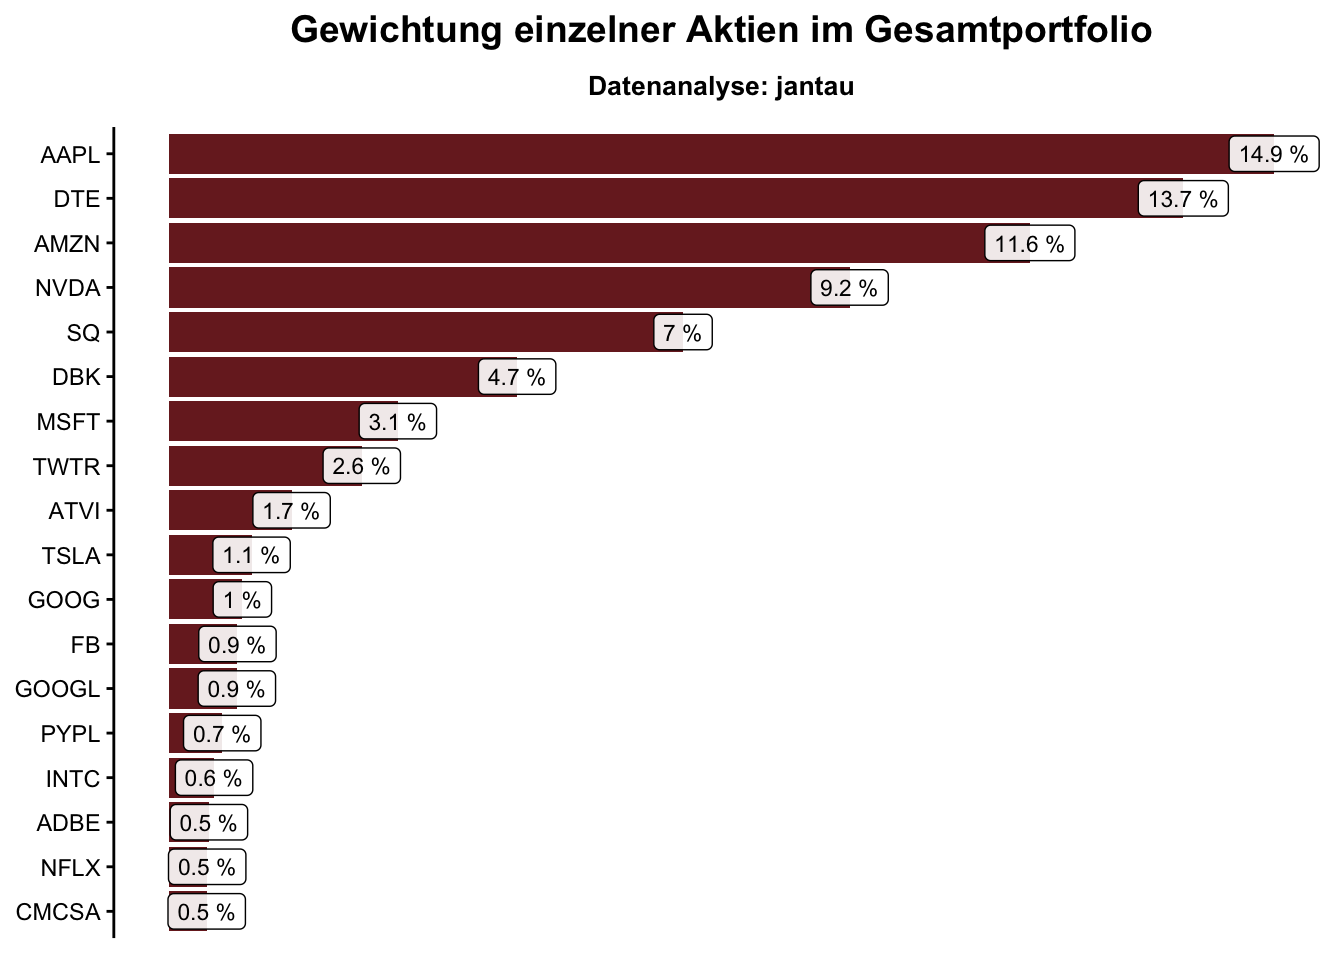 Gewichtung einzelner Aktien im Gesamtportfolio
Datenanalyse: jantau
AAPL 14.9 %
DTE 13.7 %
AMZN 11.6 %
NVDA 9.2 %
SQ 7 %
DBK 4.7 %
MSFT 3.1 %
TWTR 2.6 %
ATVI 1.7 %
TSLA 1.1 %
GOOG 1 %
FB 0.9 %
GOOGL 0.9 %
PYPL 0.7 %
INTC 0.6 %
ADBE 0.5 %
NFLX 0.5 %
CMCSA 0.5 %